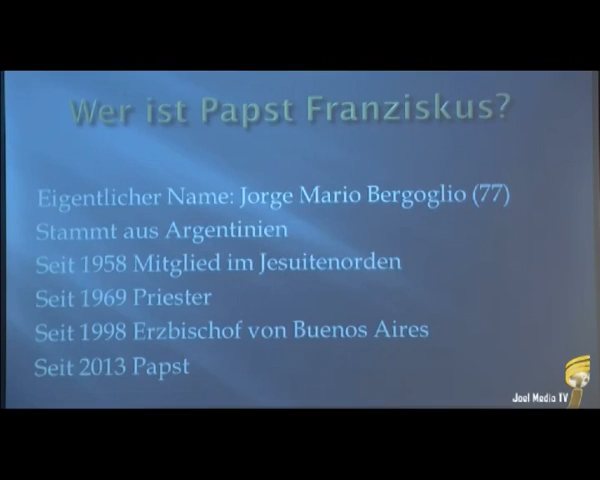 Wer ist Papst Franziskus?
Eigentlicher Name: Jorge Mario Bergoglio (77)
Stammt aus Argentinien
Seit 1958 Mitglied im Jesuitenorden
Seit 1969 Priester
Seit 1998 Erzbischof von Buenos Aires
Seit 2013 Papst
Joel Media TV